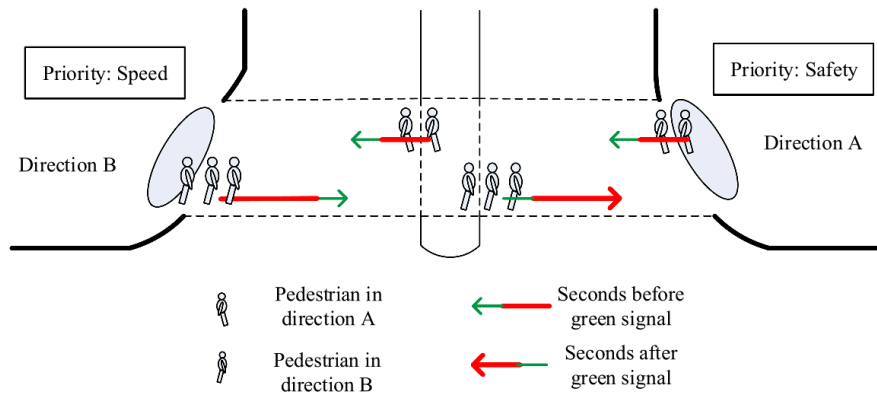 Priority: Speed
Priority: Safety
Direction B
Direction A
Pedestrian in
direction A
Seconds before
green signal
Pedestrian in
direction B
Seconds after
green signal